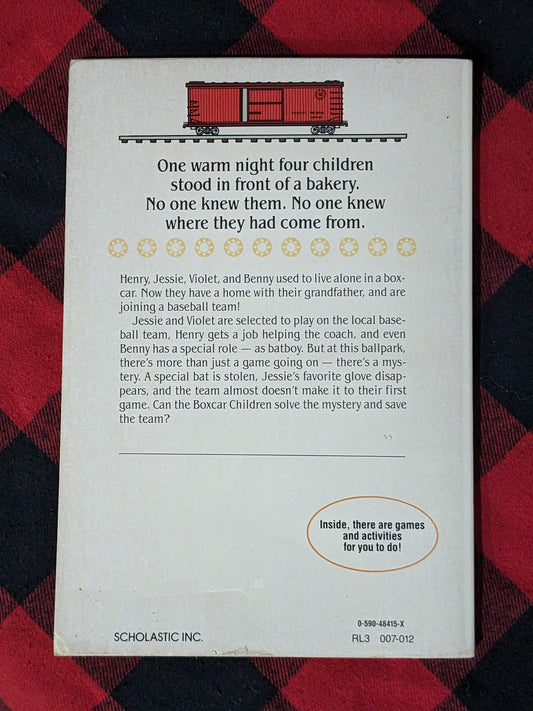 One warm night four children
stood in front of a bakery.
No one knew them. No one knew
where they had come from.
Henry, Jessie, Violet, and Benny used to live alone in a box-
car. Now they have a home with their grandfather, and are
joining a baseball team!
Jessie and Violet are selected to play on the local base-
ball team, Henry gets a job helping the coach, and even
Benny has a special role — as batboy. But at this ballpark,
there's more than just a game going on — there's a mys-
tery. A special bat is stolen, Jessie's favorite glove disap-
pears, and the team almost doesn't make it to their first
game. Can the Boxcar Children solve the mystery and save
the team?
Inside, there are games
and activities
for you to do!
0-590-48415-X
SCHOLASTIC INC.
RL3 007-012